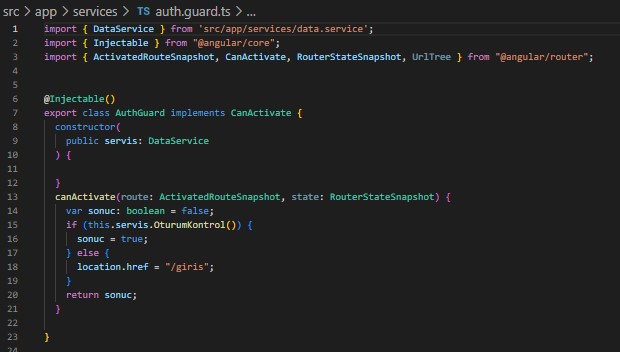 src > app > services > TS auth.guard.ts > ...
1 import { DataService } from 'src/app/services/data.service';
2 import { Injectable } from "@angular/core";
3 import { ActivatedRouteSnapshot, CanActivate, RouterStateSnapshot, UrlTree } from "@angular/router";
4
5
6 @Injectable()
7 export class AuthGuard implements CanActivate {
8 constructor(
9 public servis: DataService
10 ) {
11
12 }
13 canActivate(route: ActivatedRouteSnapshot, state: RouterStateSnapshot) {
14 var sonuc: boolean = false;
15 if (this.servis.OturumKontrol()) {
16 sonuc = true;
17 } else {
18 location.href = "/giris";
19 }
20 return sonuc;
21 }
22
23 }
24